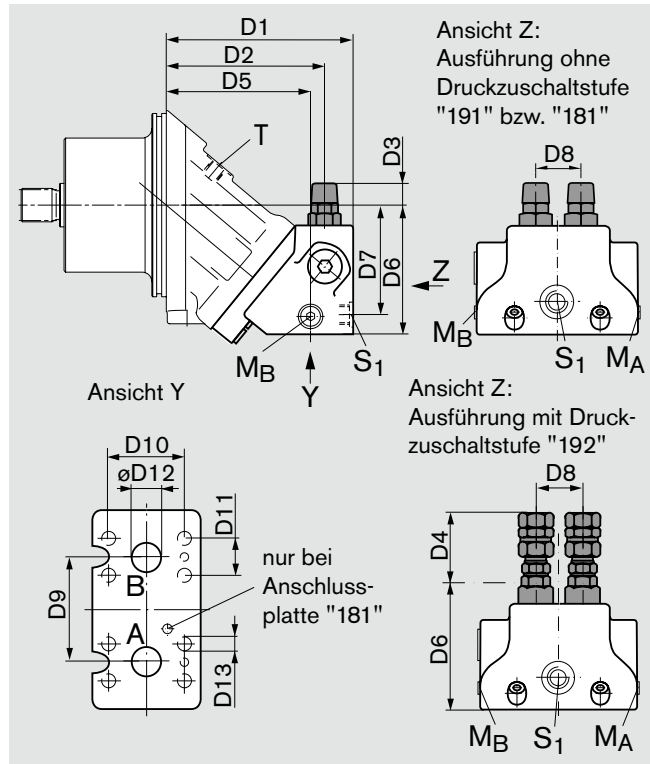 D1
D2
D5
T
D3
D7
D6
Z
MB
S1
Y
Ansicht Z:
Ausführung ohne
Druckzuschaltstufe
"191" bzw. "181"
D8
MB
S1
MA
Ansicht Y
D10
øD12
D11
B
D9
A
D13
nur bei
Anschluss-
platte "181"
Ansicht Z:
Ausführung mit Druck-
zuschaltstufe "192"
D8
D4
D6
MB
S1
MA